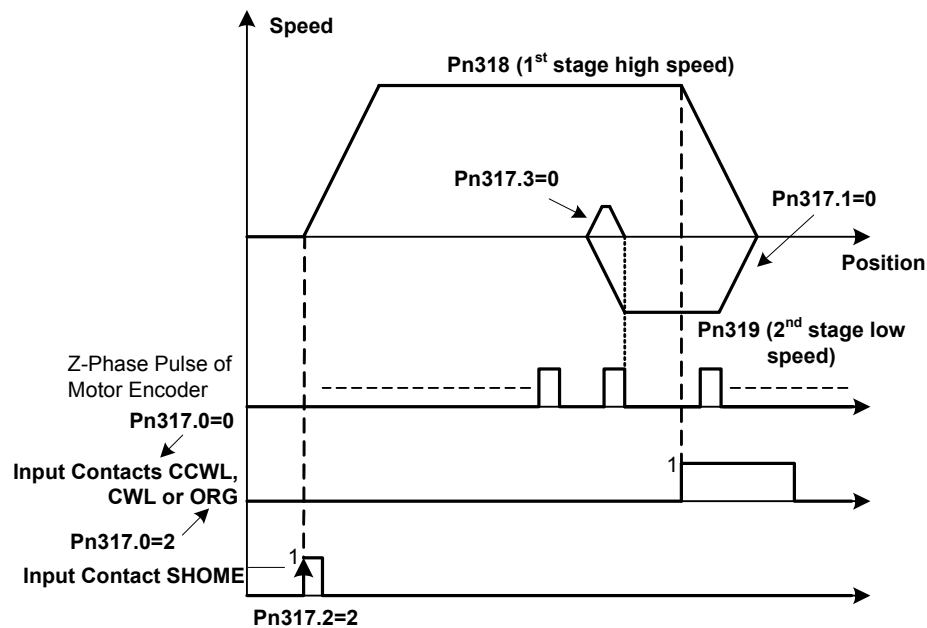 Speed
Pn318 (1st stage high speed)
Pn317.3=0
Pn317.1=0
Position
Pn319 (2nd stage low
speed)
Z-Phase Pulse of
Motor Encoder
Pn317.0=0
Input Contacts CCWL,
CWL or ORG
1
Pn317.0=2
1
Input Contact SHOME
Pn317.2=2